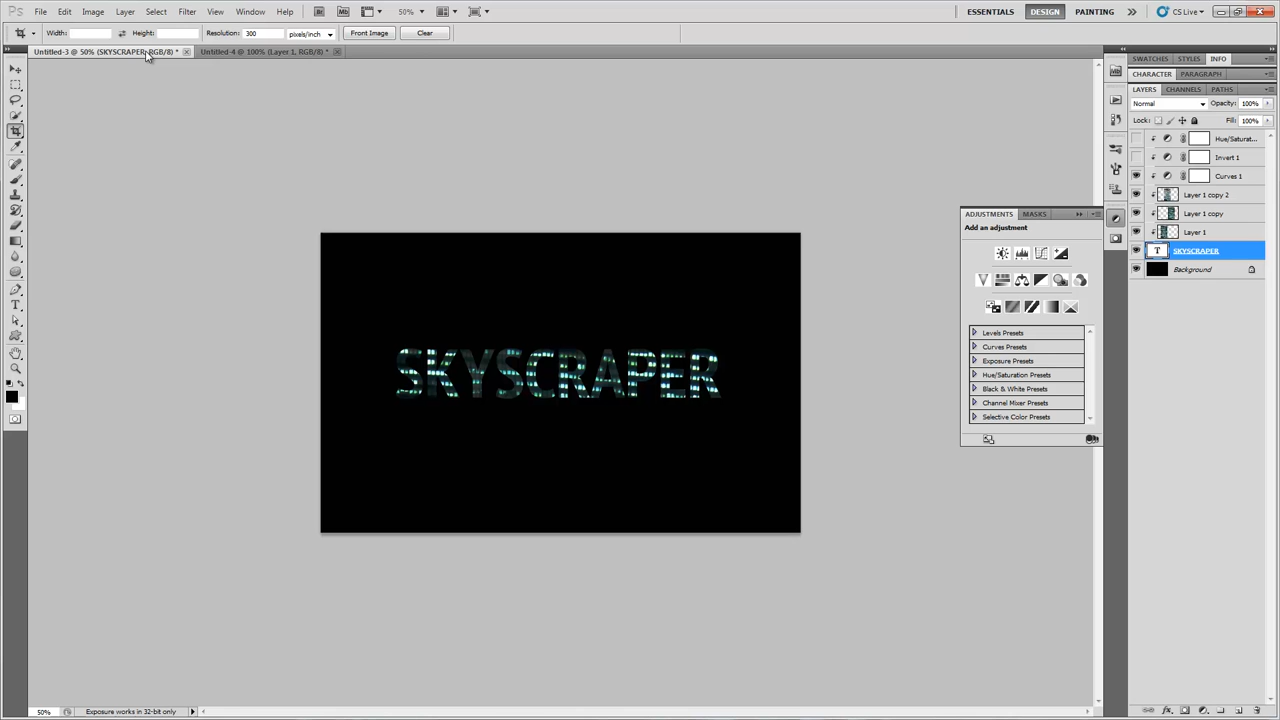 Ps File Edit Image Layer Select Filter View Window Help Mb 50% ESSENTIALS DESIGN PAINTING CS Live
Width: Height: Resolution: 300 pixels/inch Front Image Clear
Untitled-3 @ 50% (SKYSCRAPER, RGB/8) * Untitled-4 @ 100% (Layer 1, RGB/8) *
SWATCHES STYLES INFO
CHARACTER PARAGRAPH
LAYERS CHANNELS PATHS
Normal Opacity: 100%
Lock: Fill: 100%
Hue/Saturat...
Invert 1
Curves 1
Layer 1 copy 2
Layer 1 copy
Layer 1
T SKYSCRAPER
Background
ADJUSTMENTS MASKS
Add an adjustment
Levels Presets
Curves Presets
Exposure Presets
Hue/Saturation Presets
Black & White Presets
Channel Mixer Presets
Selective Color Presets
SKYSCRAPER
50% Exposure works in 32-bit only